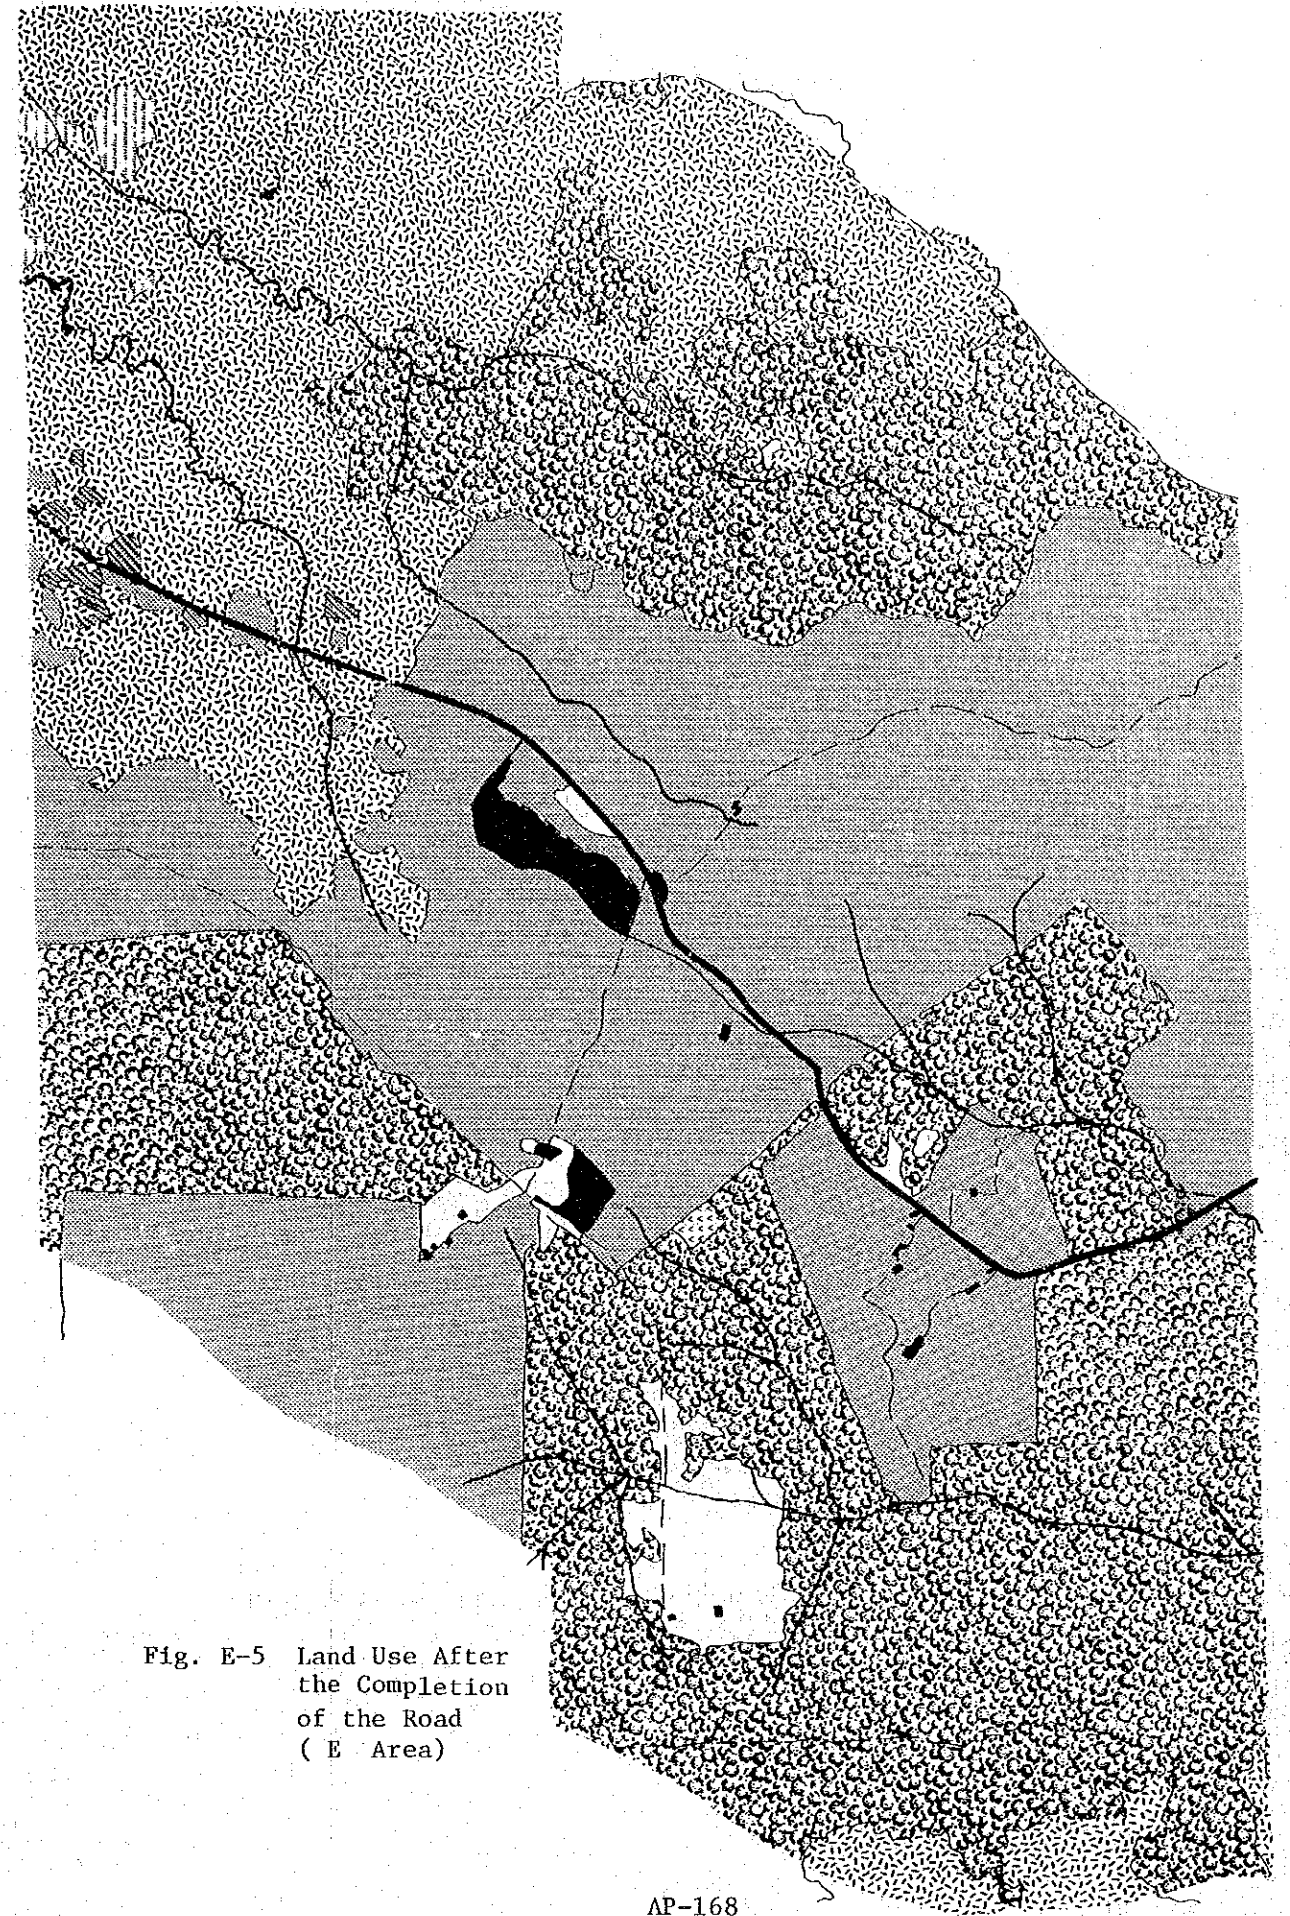 Fig. E-5 Land Use After
the Completion
of the Road
( E Area)
AP-168